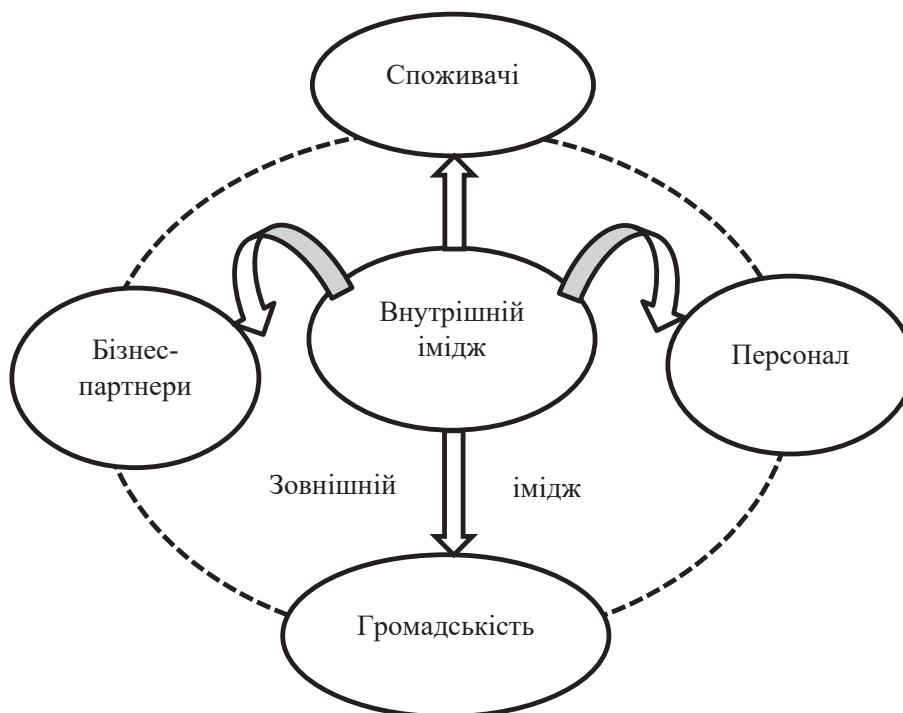 Споживачі
Внутрішній
імідж
Бізнес-
партнери
Персонал
Зовнішній імідж
Громадськість